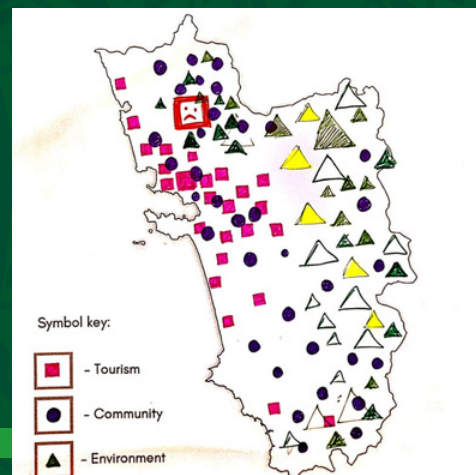 Symbol key:
- Tourism
- Community
- Environment